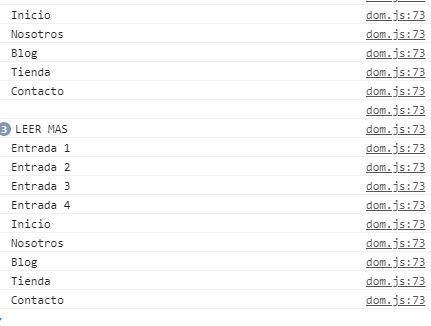 Inicio dom.js:73
Nosotros dom.js:73
Blog dom.js:73
Tienda dom.js:73
Contacto dom.js:73
dom.js:73
3 LEER MAS dom.js:73
Entrada 1 dom.js:73
Entrada 2 dom.js:73
Entrada 3 dom.js:73
Entrada 4 dom.js:73
Inicio dom.js:73
Nosotros dom.js:73
Blog dom.js:73
Tienda dom.js:73
Contacto dom.js:73